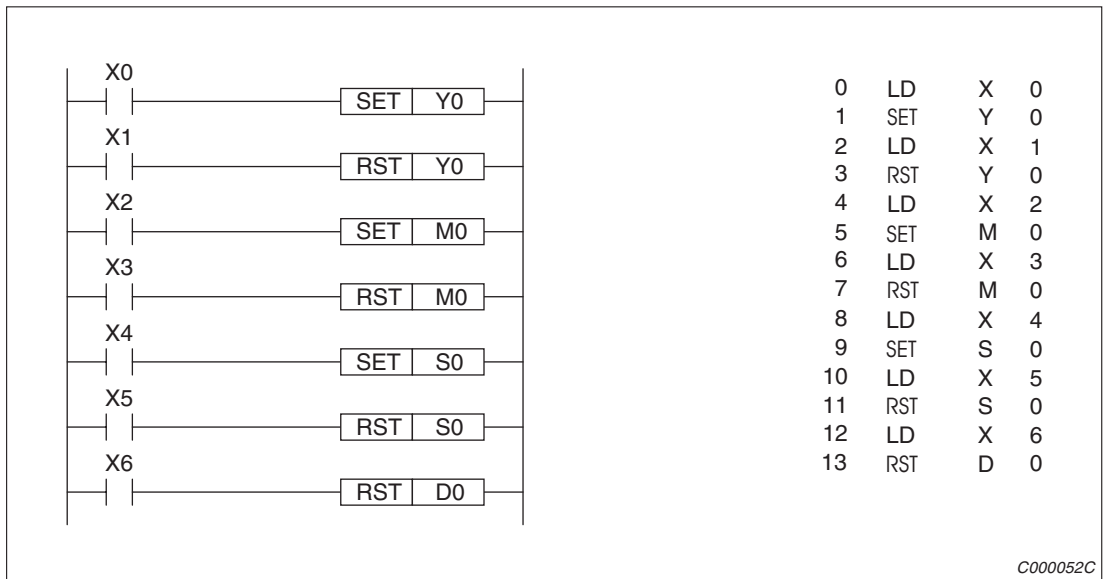 X0
SET Y0
X1
RST Y0
X2
SET M0
X3
RST M0
X4
SET S0
X5
RST S0
X6
RST D0
0 LD X 0
1 SET Y 0
2 LD X 1
3 RST Y 0
4 LD X 2
5 SET M 0
6 LD X 3
7 RST M 0
8 LD X 4
9 SET S 0
10 LD X 5
11 RST S 0
12 LD X 6
13 RST D 0
C000052C